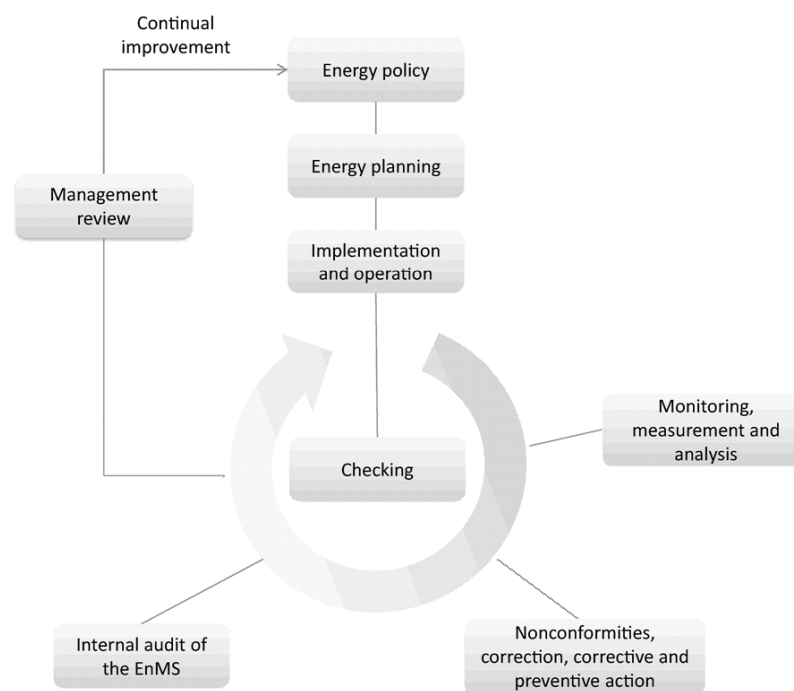 Continual
improvement
Energy policy
Energy planning
Management
review
Implementation
and operation
Monitoring,
measurement and
analysis
Checking
Internal audit of
the EnMS
Nonconformities,
correction, corrective and
preventive action